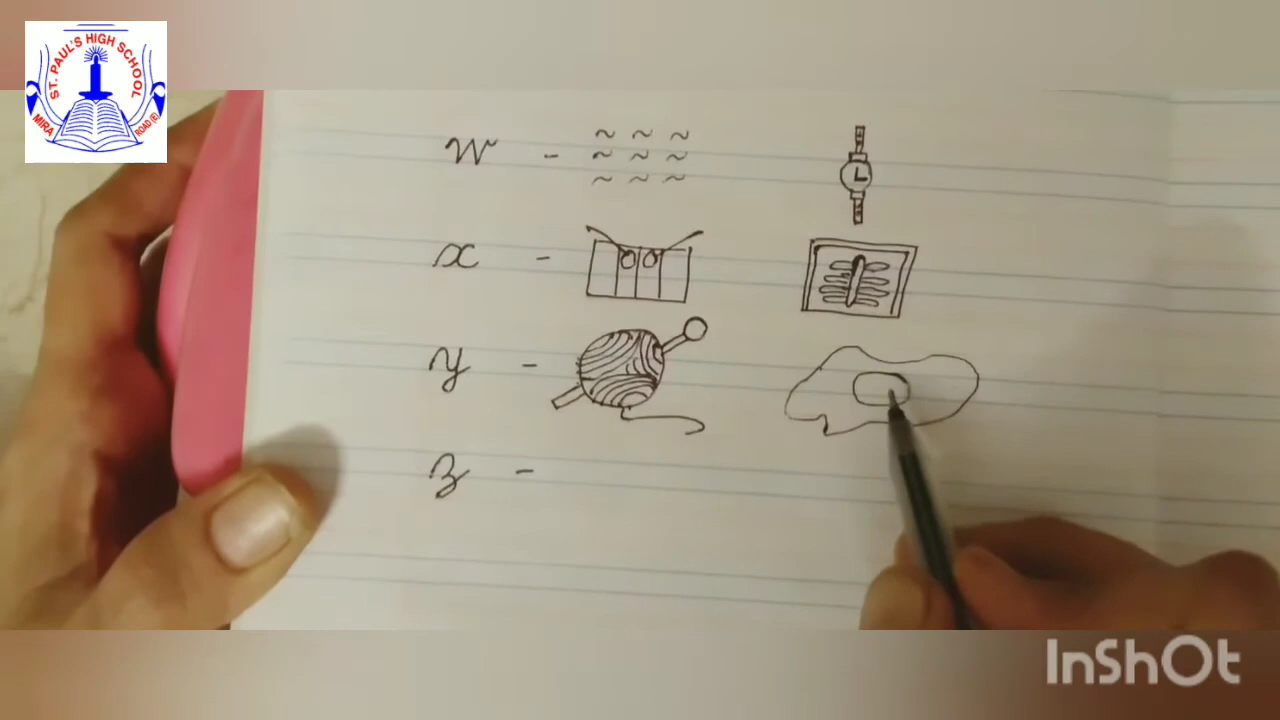 ST. PAUL'S HIGH SCHOOL
MIRA ROAD (E)
w -
x -
y -
z -
InShOt